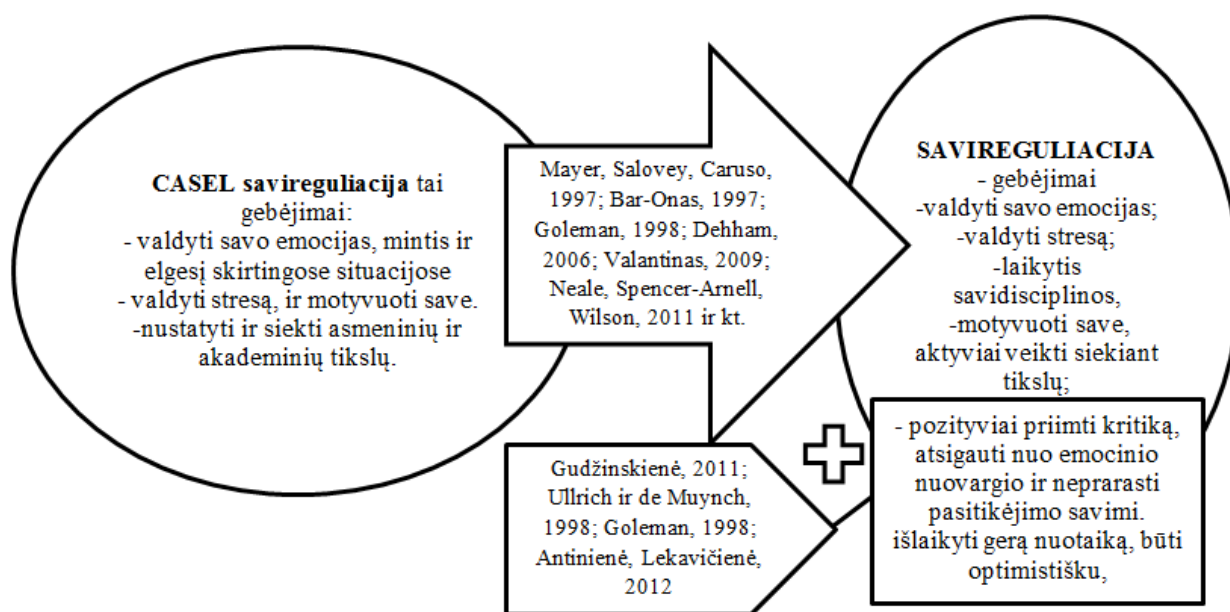 CASEL savireguliacija tai
gebėjimai:
- valdyti savo emocijas, mintis ir
elgesį skirtingose situacijose
- valdyti stresą, ir motyvuoti save.
-nustatyti ir siekti asmeninių ir
akademinių tikslų.
Mayer, Salovey, Caruso,
1997; Bar-Onas, 1997;
Goleman, 1998; Dehham,
2006; Valantinas, 2009;
Neale, Spencer-Arnell,
Wilson, 2011 ir kt.
Gudžinskienė, 2011;
Ullrich ir de Muynch,
1998; Goleman, 1998;
Antinienė, Lekavičienė,
2012
SAVIREGULIACIJA
- gebėjimai
-valdyti savo emocijas;
-valdyti stresą;
-laikytis
savidisciplinos,
-motyvuoti save,
aktyviai veikti siekiant
tikslų;
- pozityviai priimti kritiką,
atsigauti nuo emocinio
nuovargio ir neprarasti
pasitikėjimo savimi.
išlaikyti gerą nuotaiką, būti
optimistišku,